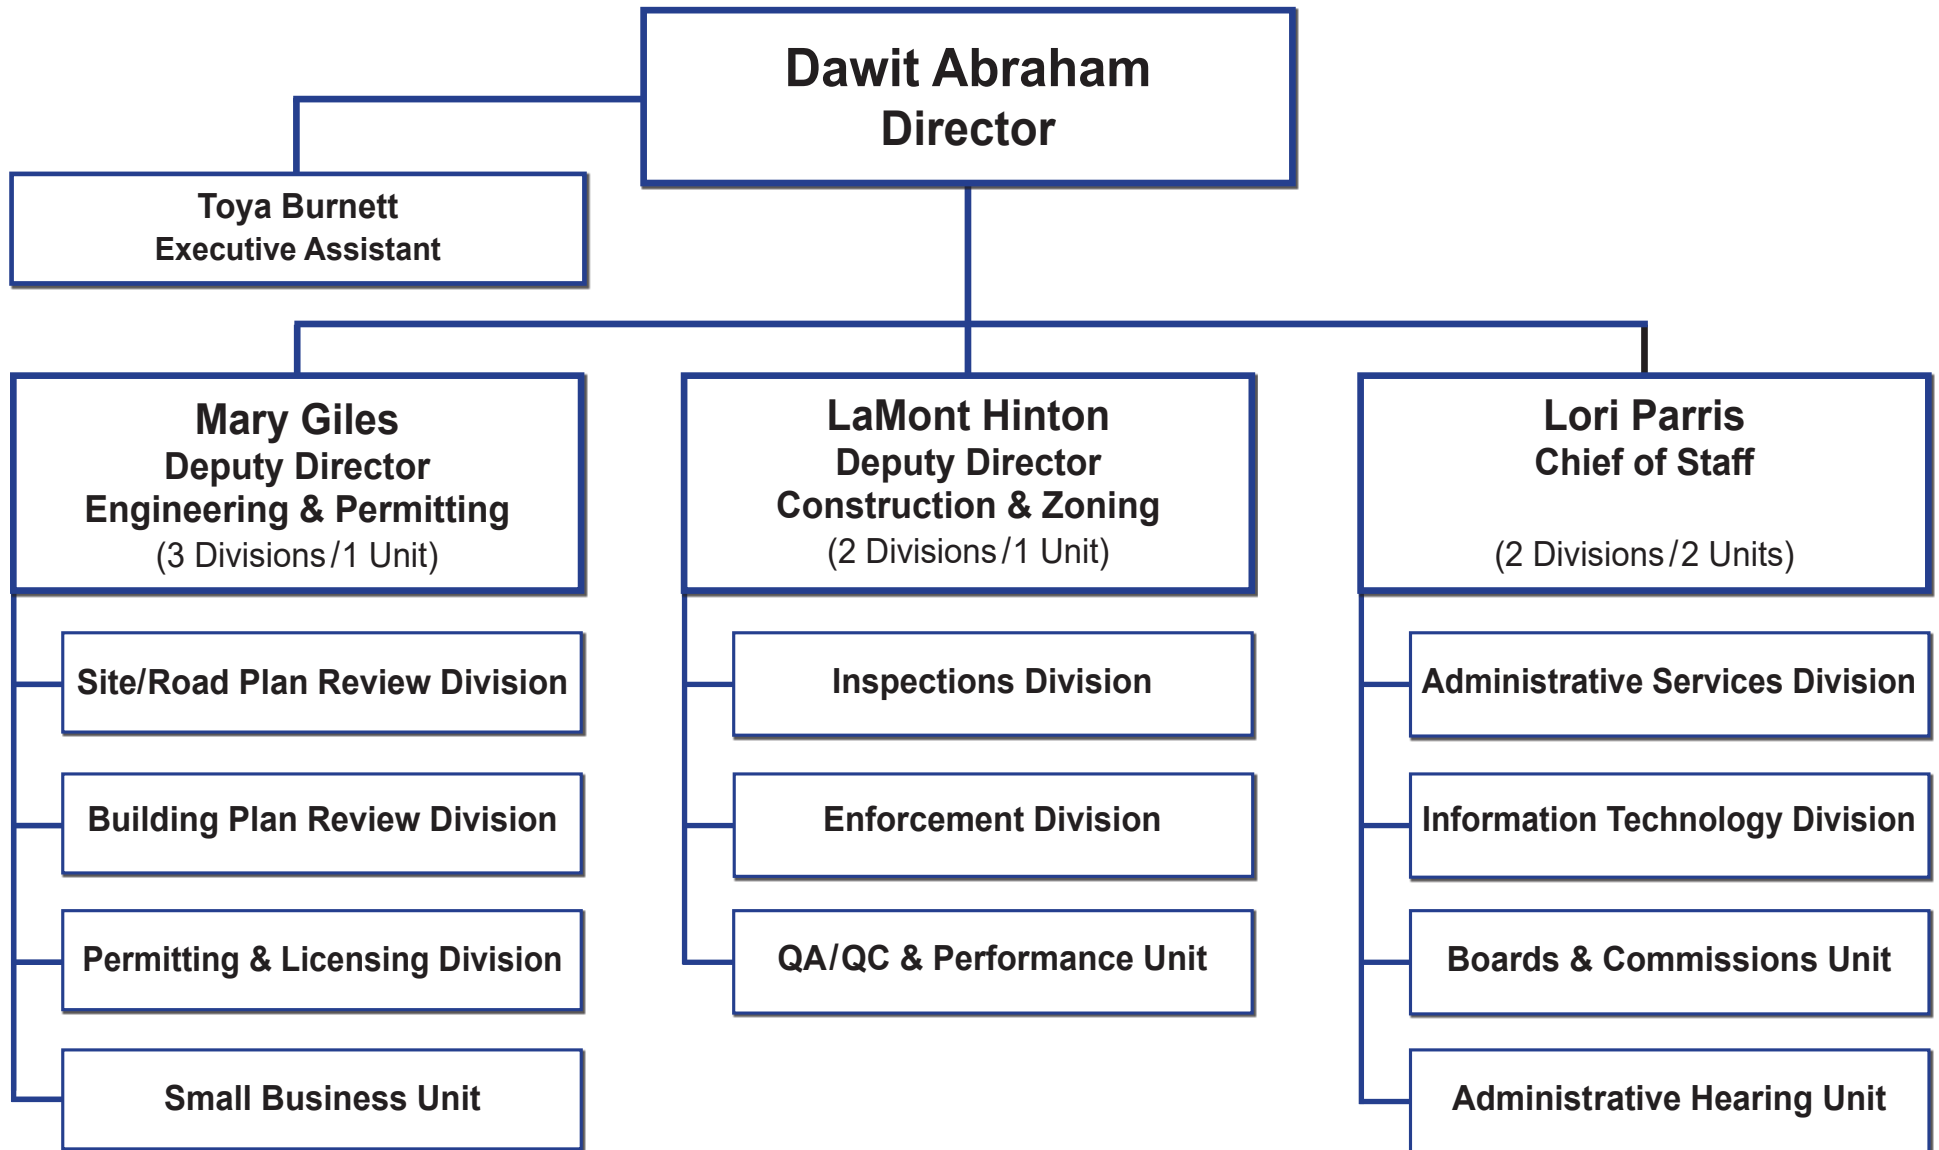 Dawit Abraham
Director
Toya Burnett
Executive Assistant
Mary Giles
Deputy Director
Engineering & Permitting
(3 Divisions/1 Unit)
Site/Road Plan Review Division
Building Plan Review Division
Permitting & Licensing Division
Small Business Unit
LaMont Hinton
Deputy Director
Construction & Zoning
(2 Divisions/1 Unit)
Inspections Division
Enforcement Division
QA/QC & Performance Unit
Lori Parris
Chief of Staff
(2 Divisions/2 Units)
Administrative Services Division
Information Technology Division
Boards & Commissions Unit
Administrative Hearing Unit